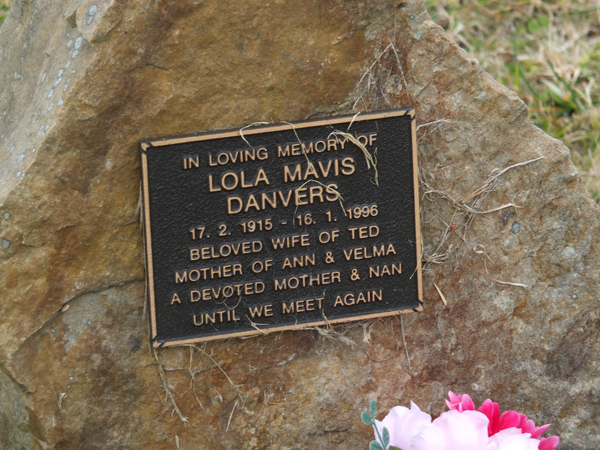 IN LOVING MEMORY OF
LOLA MAVIS
DANVERS
17. 2. 1915 - 16. 1. 1996
BELOVED WIFE OF TED
MOTHER OF ANN & VELMA
A DEVOTED MOTHER & NAN
UNTIL WE MEET AGAIN